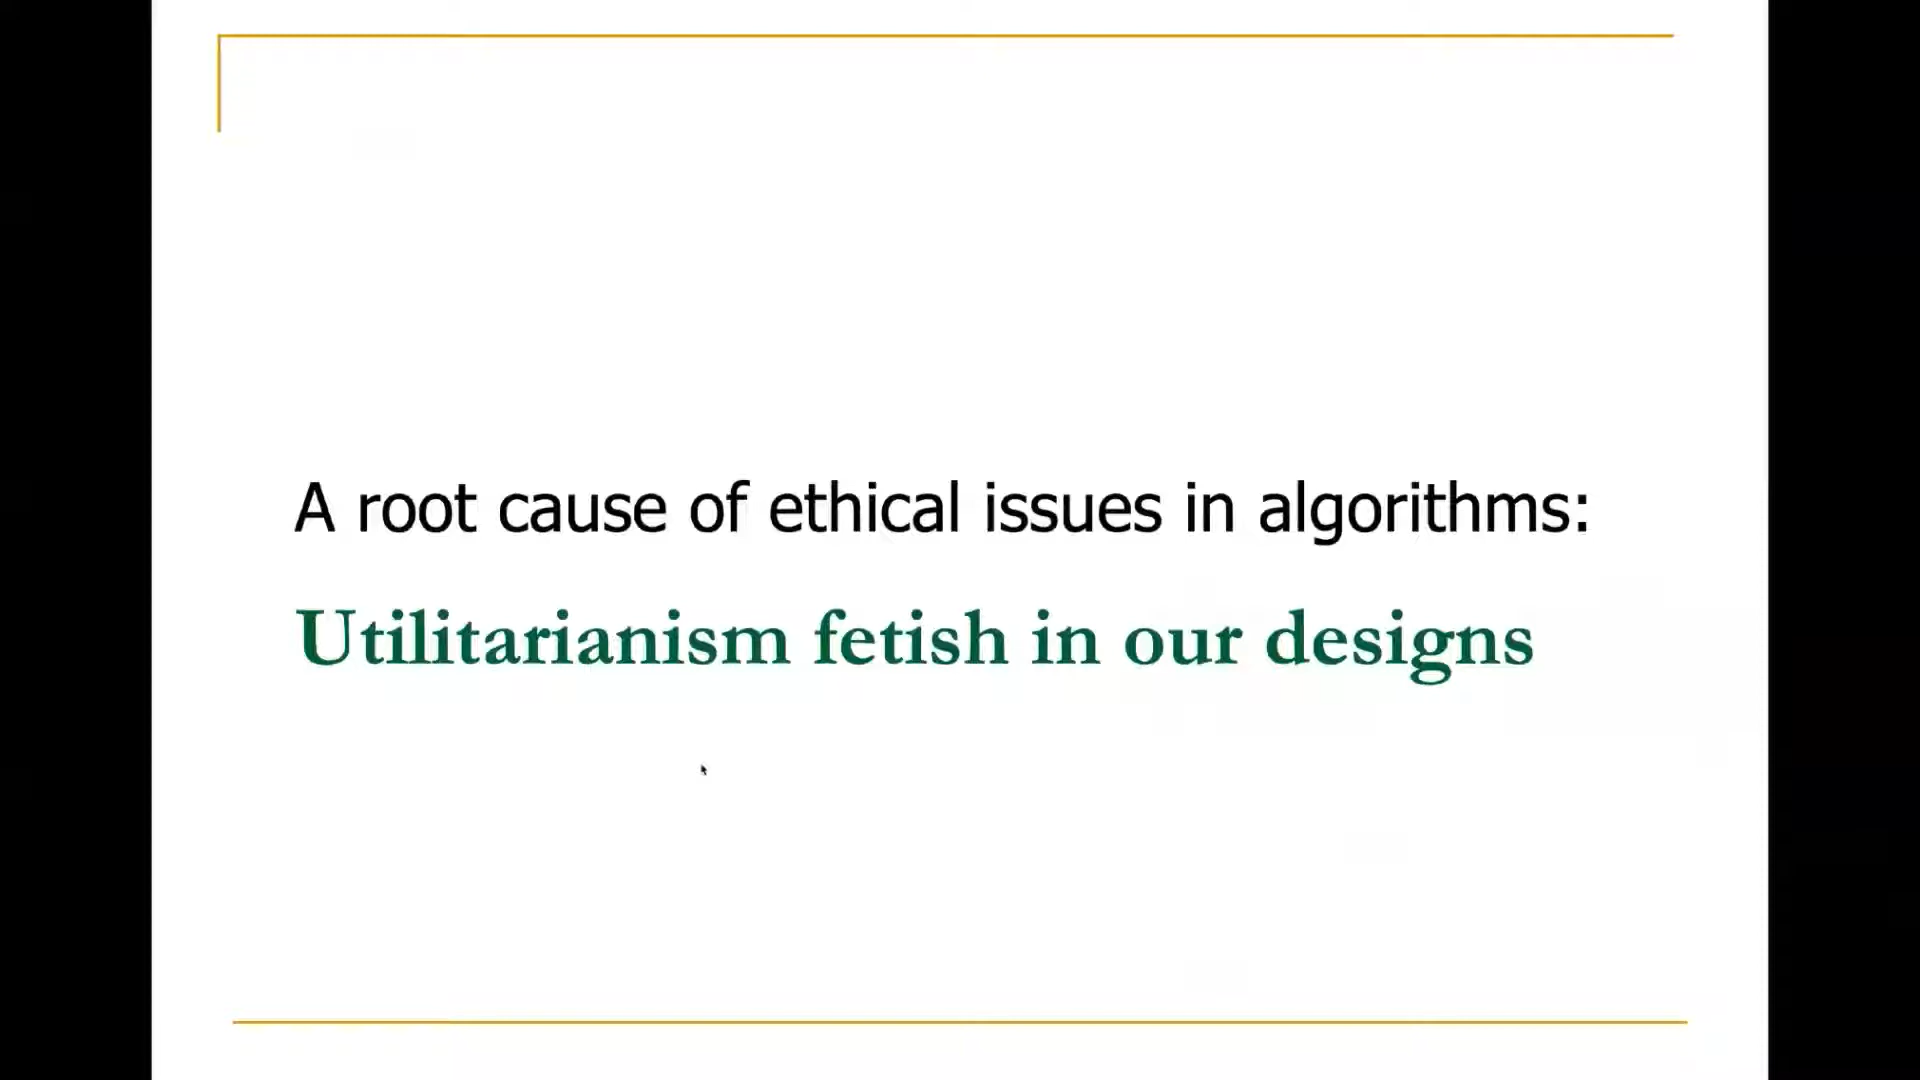 A root cause of ethical issues in algorithms:
Utilitarianism fetish in our designs